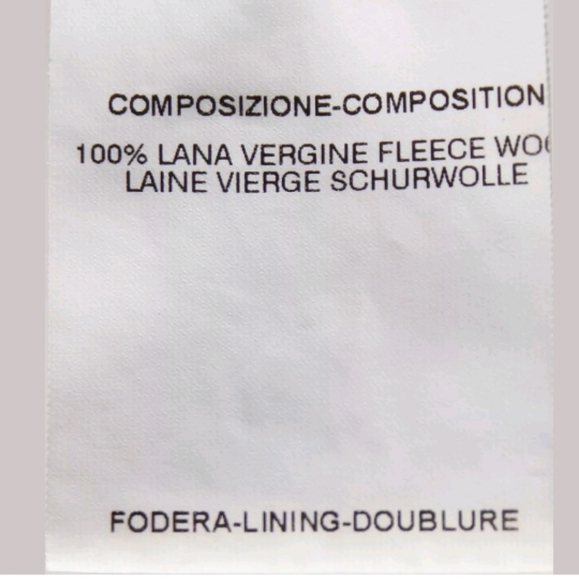 COMPOSIZIONE-COMPOSITION
100% LANA VERGINE FLEECE
LAINE VIERGE SCHURWOLLE
FODERA-LINING-DOUBLURE